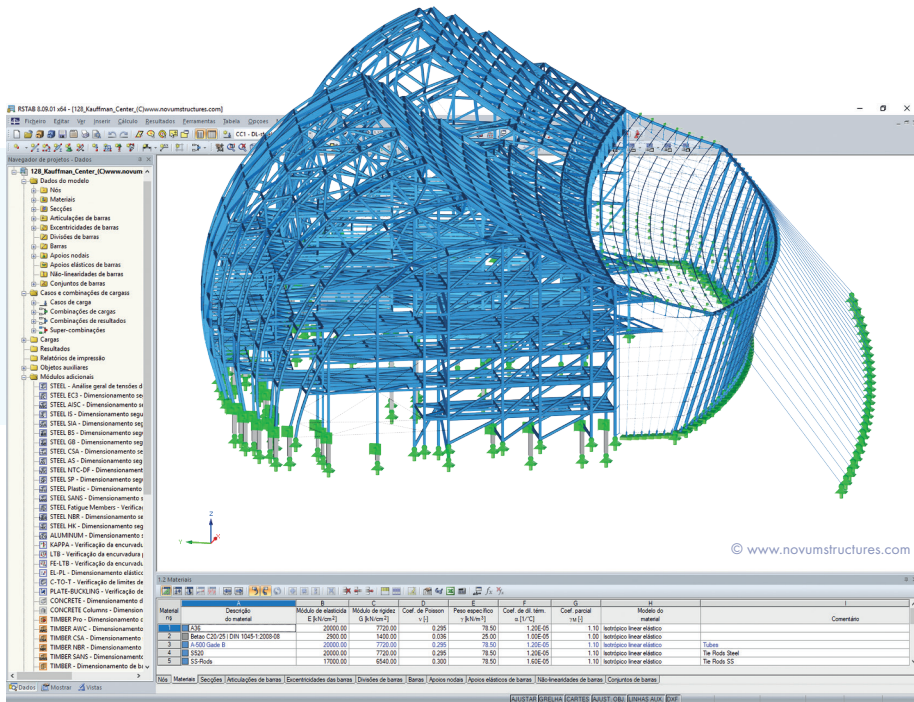 RSTAB 8.09.01 x64 - [128_Kauffman_Center_(C)www.novumstructures.com]
Ficheiro Editar Ver Inserir Cálculo Resultados Ferramentas Tabela Opções
CC1 - DL-st
Navegador de projetos - Dados
128_Kauffman_Center_(Cwww.novum
Dados do modelo
Nós
Materiais
Secções
Articulações de barras
Excentricidades de barras
Divisões de barras
Barras
Apoios nodais
Apoios elásticos de barras
Não-linearidades de barras
Conjuntos de barras
Casos e combinações de cargass
Casos de carga
Combinações de cargas
Combinações de resultados
Super-combinações
Cargas
Resultados
Relatórios de impressão
Objetos auxiliares
Módulos adicionais
STEEL - Análise geral de tensões d
STEEL EC3 - Dimensionamento se
STEEL AISC - Dimensionamento se
STEEL IS - Dimensionamento segu
STEEL SIA - Dimensionamento seg
STEEL BS - Dimensionamento segu
STEEL GB - Dimensionamento seg
STEEL CSA - Dimensionamento se
STEEL AS - Dimensionamento seg
STEEL NTC-DF - Dimensionament
STEEL SP - Dimensionamento seg
STEEL Plastic - Dimensionamento
STEEL SANS - Dimensionamento s
STEEL Fatigue Members - Verifica
STEEL NBR - Dimensionamento se
STEEL HK - Dimensionamento seg
ALUMINUM - Dimensionamento s
KAPPA - Verificação da encurvadu
LTB - Verificação da encurvadura p
FE-LTB - Verificação da encurvadu
EL-PL - Dimensionamento elástic
C-TO-T - Verificação de limites de
PLATE-BUCKLING - Verificação de
CONCRETE - Dimensionamento d
CONCRETE Columns - Dimension
TIMBER Pro - Dimensionamento c
TIMBER AWC - Dimensionamento
TIMBER CSA - Dimensionamento
TIMBER NBR - Dimensionamento
TIMBER SANS - Dimensionamento
TIMBER - Dimensionamento de b
Dados Mostrar Vistas
Z
Y X
© www.novumstructures.com
1.2 Materiais
A B C D E F G H I
Material Descrição Módulo de elasticida Módulo de rigidez Coef. de Poisson Peso específico Coef. de dil. térm. Coef. parcial Modelo do
nº do material E [kN/cm²] G [kN/cm²] ν [-] γ [kN/m³] α [1/°C] γM [-] material Comentário
1 A36 20000.00 7720.00 0.295 78.50 1.20E-05 1.10 Isotrópico linear elástico
2 Betao C20/25 | DIN 1045-1:2008-08 2900.00 1400.00 0.036 25.00 1.00E-05 1.00 Isotrópico linear elástico
3 A-500 Gade B 20000.00 7720.00 0.295 78.50 1.20E-05 1.10 Isotrópico linear elástico Tubes
4 SS20 20000.00 7720.00 0.295 78.50 1.20E-05 1.10 Isotrópico linear elástico Tie Rods Steel
5 SS-Rods 17000.00 6540.00 0.300 78.50 1.60E-05 1.10 Isotrópico linear elástico Tie Rods SS
Nós Materiais Secções Articulações de barras Excentricidades das barras Divisões de barras Barras Apoios nodais Apoios elásticos de barras Não-linearidades de barras Conjuntos de barras
AJUSTAR GRELHA CARTES AJUST. OBJ. LINHAS AUX. DXF